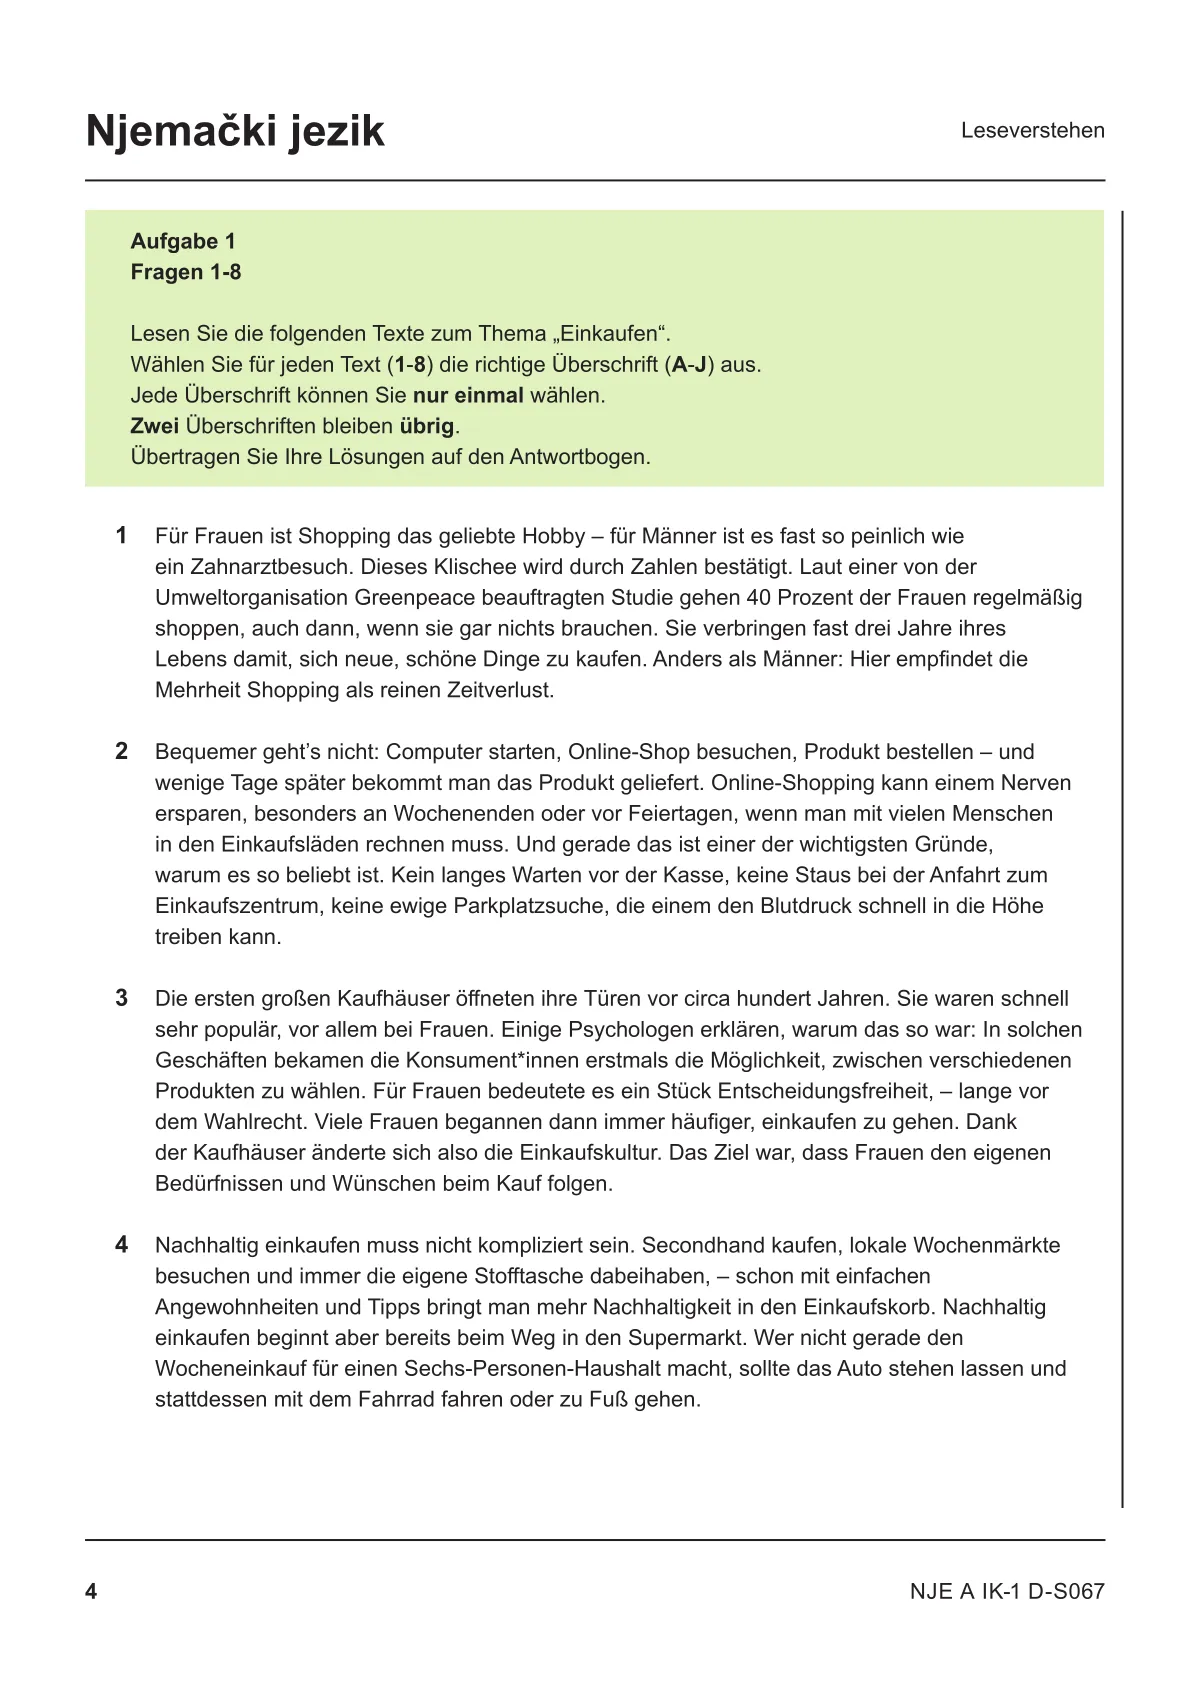 Njemački jezik
Leseverstehen
Aufgabe 1
Fragen 1-8
Lesen Sie die folgenden Texte zum Thema „Einkaufen“.
Wählen Sie für jeden Text (1-8) die richtige Überschrift (A-J) aus.
Jede Überschrift können Sie nur einmal wählen.
Zwei Überschriften bleiben übrig.
Übertragen Sie Ihre Lösungen auf den Antwortbogen.
1 Für Frauen ist Shopping das geliebte Hobby – für Männer ist es fast so peinlich wie
ein Zahnarztbesuch. Dieses Klischee wird durch Zahlen bestätigt. Laut einer von der
Umweltorganisation Greenpeace beauftragten Studie gehen 40 Prozent der Frauen regelmäßig
shoppen, auch dann, wenn sie gar nichts brauchen. Sie verbringen fast drei Jahre ihres
Lebens damit, sich neue, schöne Dinge zu kaufen. Anders als Männer: Hier empfindet die
Mehrheit Shopping als reinen Zeitverlust.
2 Bequemer geht’s nicht: Computer starten, Online-Shop besuchen, Produkt bestellen – und
wenige Tage später bekommt man das Produkt geliefert. Online-Shopping kann einem Nerven
ersparen, besonders an Wochenenden oder vor Feiertagen, wenn man mit vielen Menschen
in den Einkaufsläden rechnen muss. Und gerade das ist einer der wichtigsten Gründe,
warum es so beliebt ist. Kein langes Warten vor der Kasse, keine Staus bei der Anfahrt zum
Einkaufszentrum, keine ewige Parkplatzsuche, die einem den Blutdruck schnell in die Höhe
treiben kann.
3 Die ersten großen Kaufhäuser öffneten ihre Türen vor circa hundert Jahren. Sie waren schnell
sehr populär, vor allem bei Frauen. Einige Psychologen erklären, warum das so war: In solchen
Geschäften bekamen die Konsument*innen erstmals die Möglichkeit, zwischen verschiedenen
Produkten zu wählen. Für Frauen bedeutete es ein Stück Entscheidungsfreiheit, – lange vor
dem Wahlrecht. Viele Frauen begannen dann immer häufiger, einkaufen zu gehen. Dank
der Kaufhäuser änderte sich also die Einkaufskultur. Das Ziel war, dass Frauen den eigenen
Bedürfnissen und Wünschen beim Kauf folgen.
4 Nachhaltig einkaufen muss nicht kompliziert sein. Secondhand kaufen, lokale Wochenmärkte
besuchen und immer die eigene Stofftasche dabeihaben, – schon mit einfachen
Angewohnheiten und Tipps bringt man mehr Nachhaltigkeit in den Einkaufskorb. Nachhaltig
einkaufen beginnt aber bereits beim Weg in den Supermarkt. Wer nicht gerade den
Wocheneinkauf für einen Sechs-Personen-Haushalt macht, sollte das Auto stehen lassen und
stattdessen mit dem Fahrrad fahren oder zu Fuß gehen.
4
NJE A IK-1 D-S067